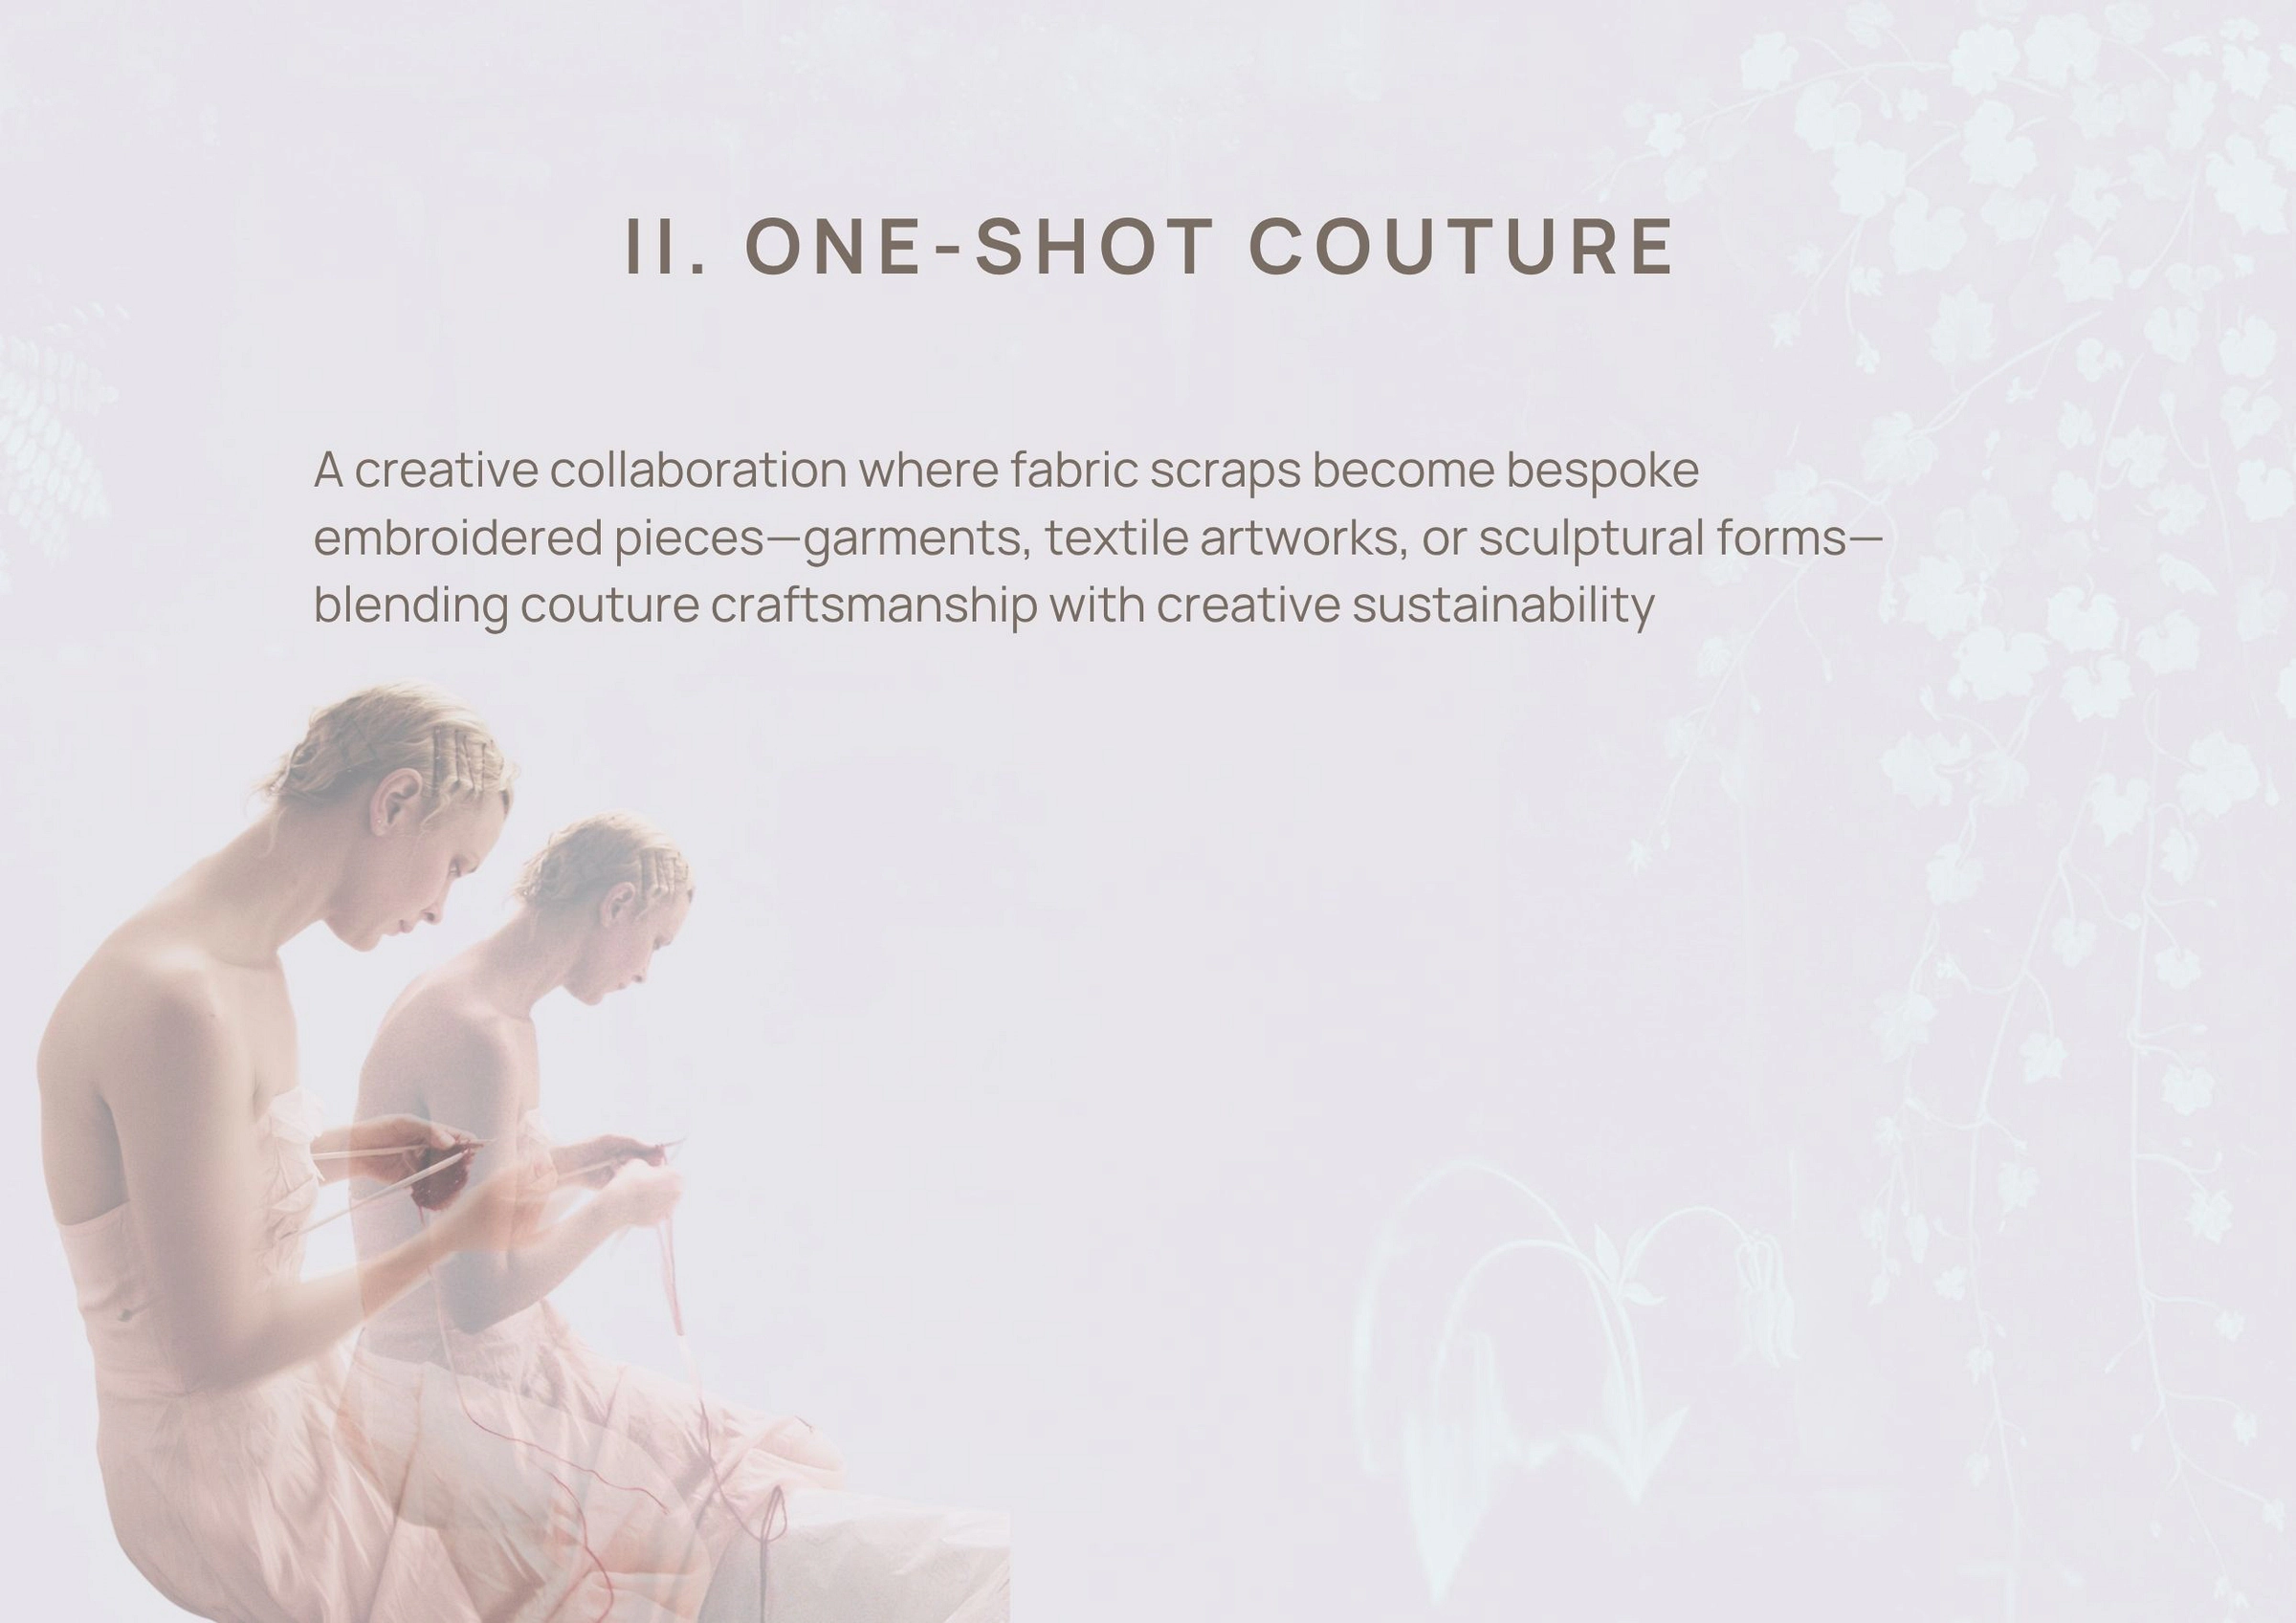 II. ONE-SHOT COUTURE
A creative collaboration where fabric scraps become bespoke
embroidered pieces—garments, textile artworks, or sculptural forms—
blending couture craftsmanship with creative sustainability